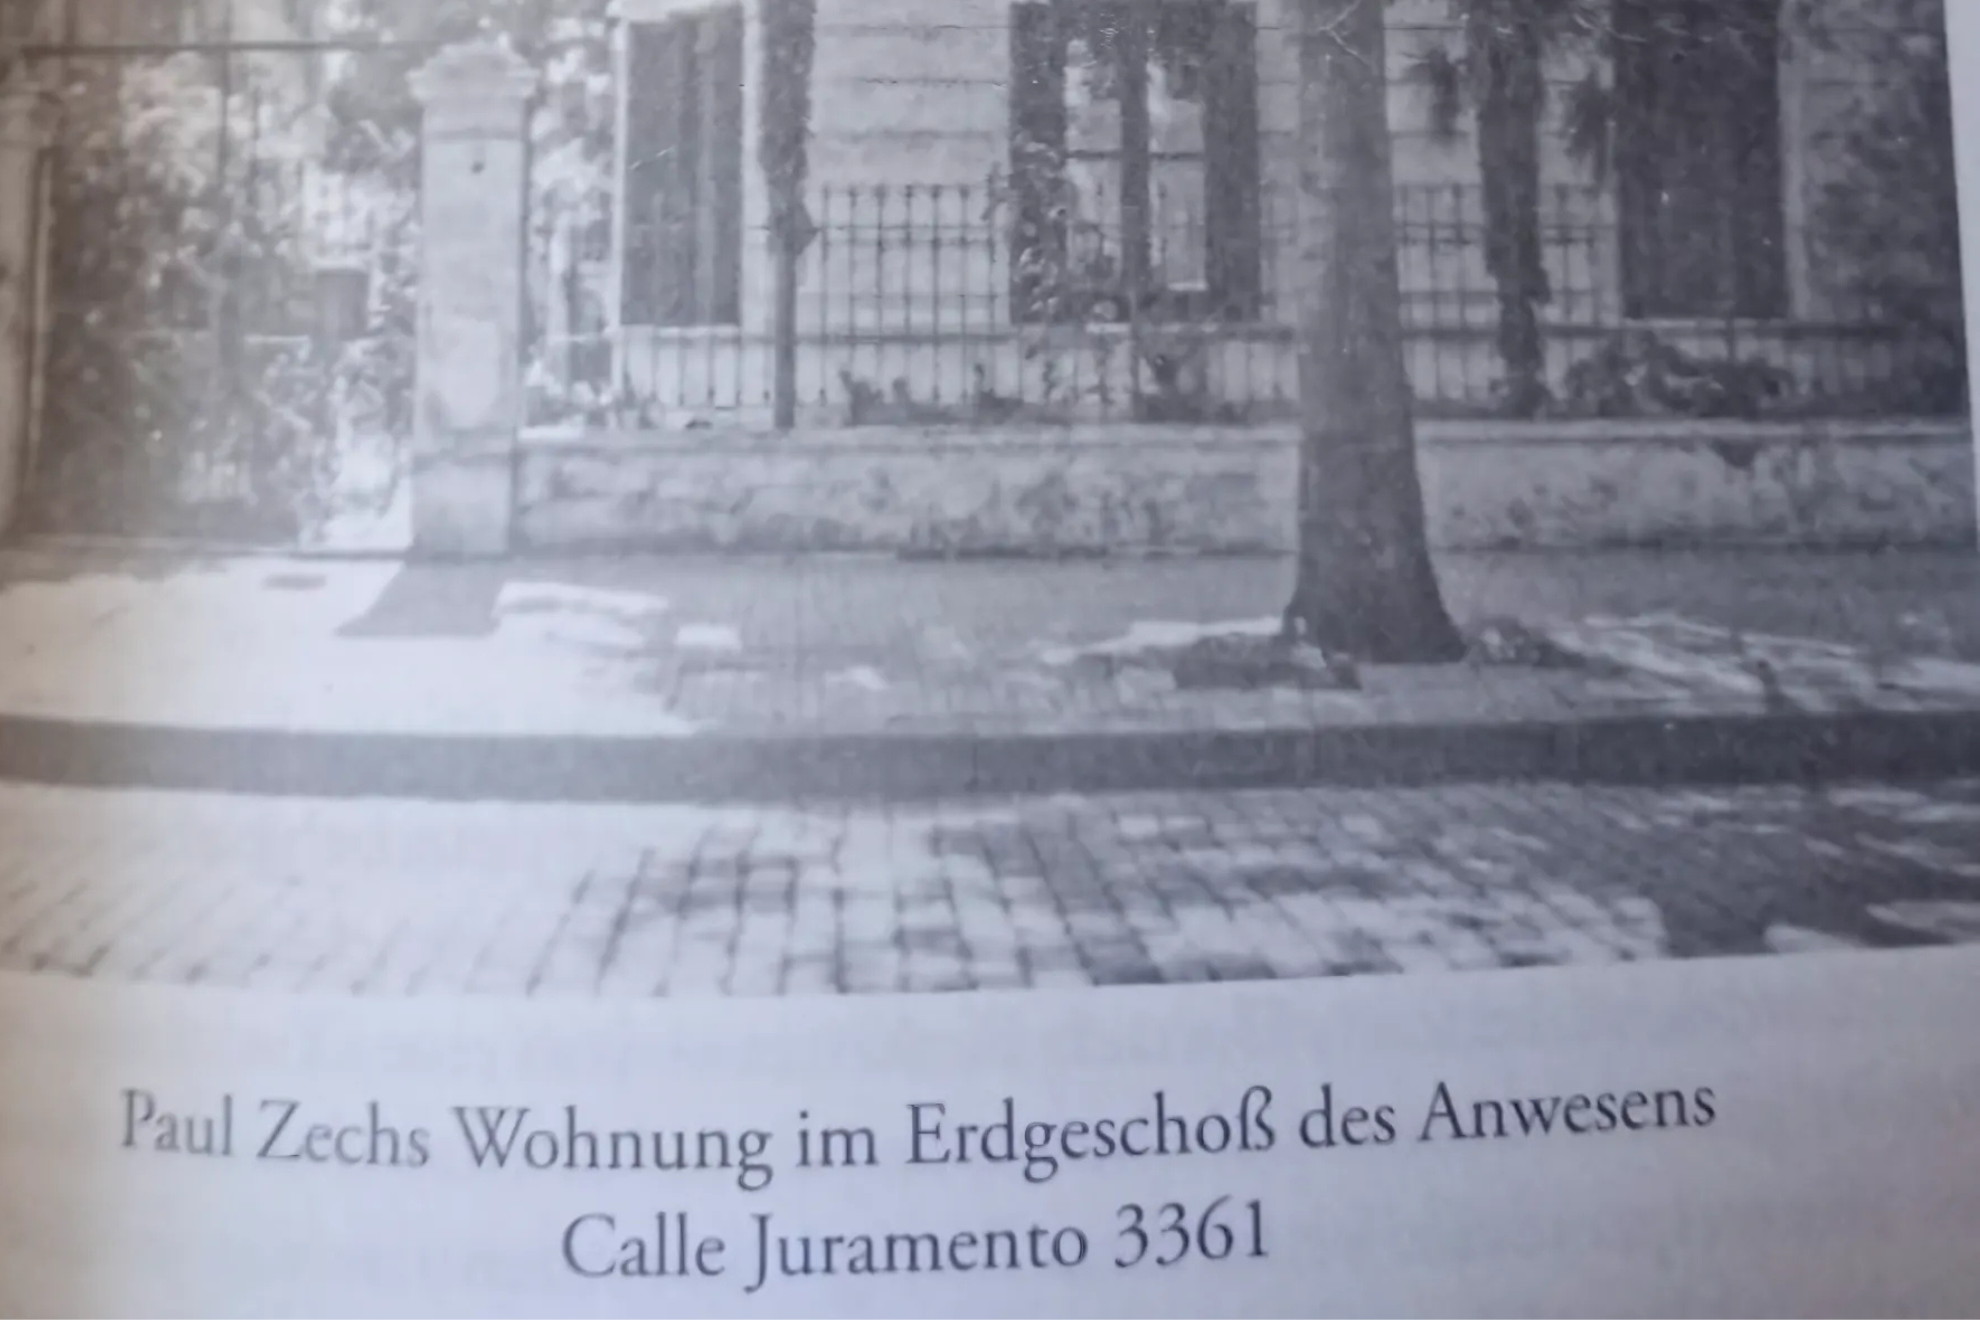 Paul Zechs Wohnung im Erdgeschoß des Anwesens
Calle Juramento 3361